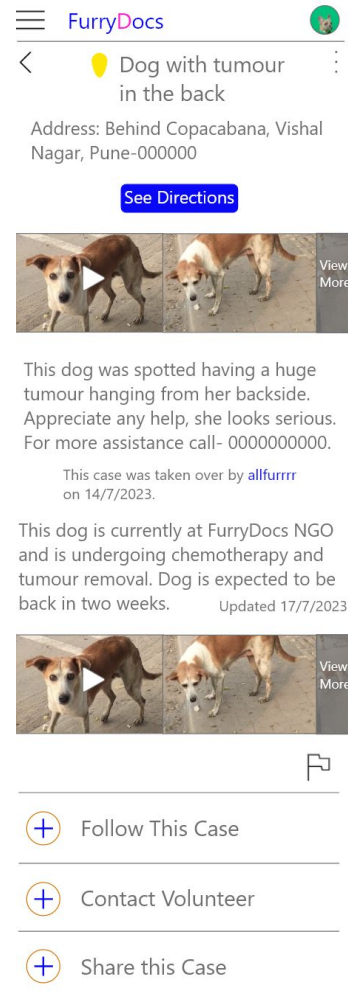 FurryDocs
Dog with tumour
in the back
Address: Behind Copacabana, Vishal
Nagar, Pune-000000
See Directions
View
More
This dog was spotted having a huge
tumour hanging from her backside.
Appreciate any help, she looks serious.
For more assistance call- 0000000000.
This case was taken over by allfurrrr
on 14/7/2023.
This dog is currently at FurryDocs NGO
and is undergoing chemotherapy and
tumour removal. Dog is expected to be
back in two weeks. Updated 17/7/2023
View
More
Follow This Case
Contact Volunteer
Share this Case